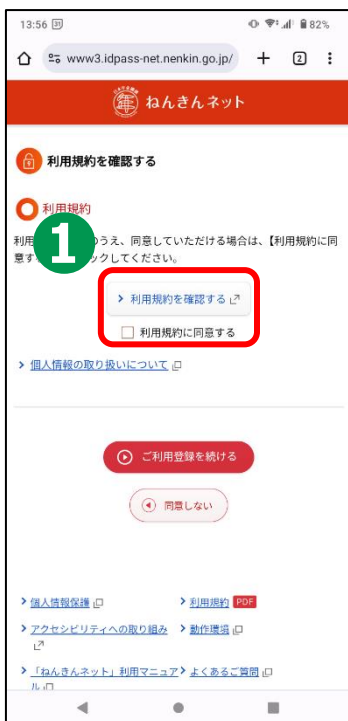 13:56 31 82%
www3.idpass-net.nenkin.go.jp/ 2
ねんきんネット
利用規約を確認する
利用規約
利用 のうえ、同意していただける場合は、【利用規約に同
意す ックしてください。
1
利用規約を確認する
利用規約に同意する
個人情報の取り扱いについて
ご利用登録を続ける
同意しない
個人情報保護 利用規約 PDF
アクセシビリティへの取り組み 動作環境
「ねんきんネット」利用マニュア よくあるご質問
ル